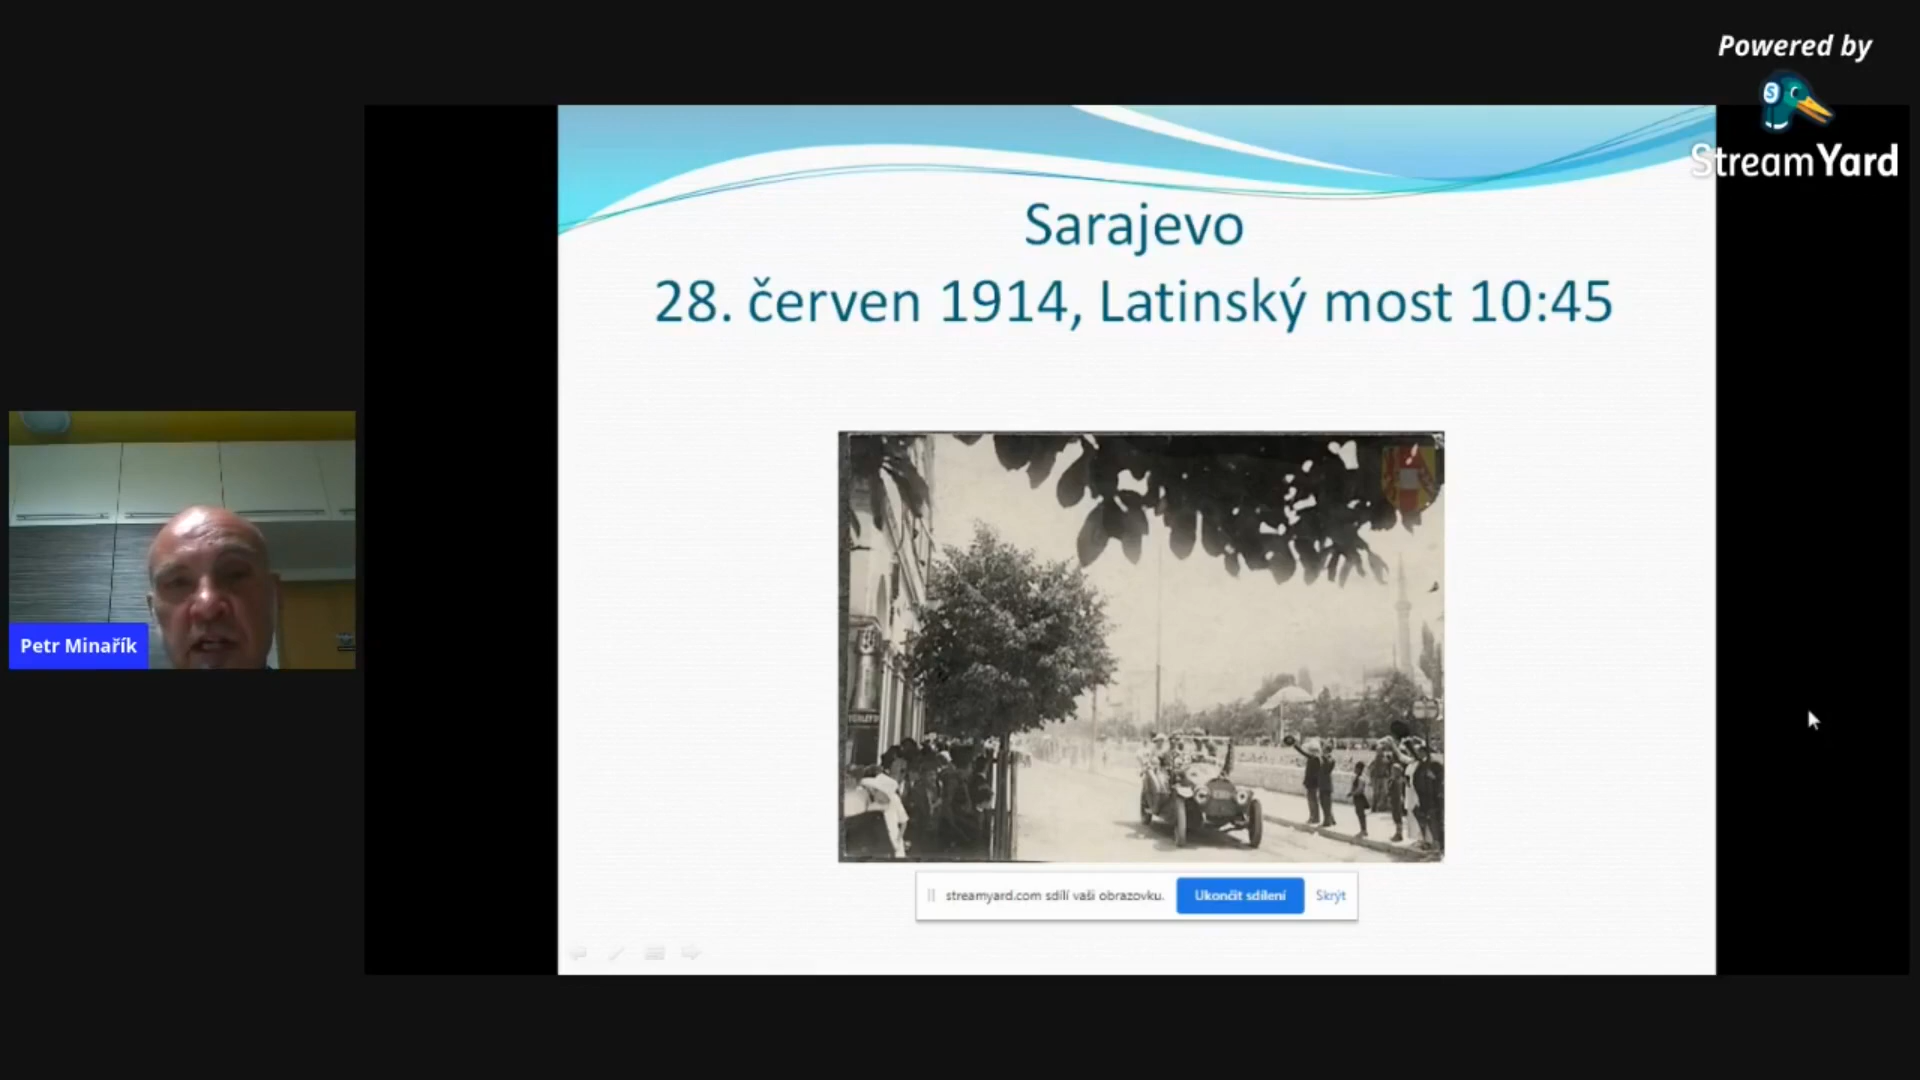 Powered by
StreamYard
Sarajevo
28. červen 1914, Latinský most 10:45
Petr Minařík
streamyard.com sdílí vaši obrazovku.
Ukončit sdílení
Skrýt